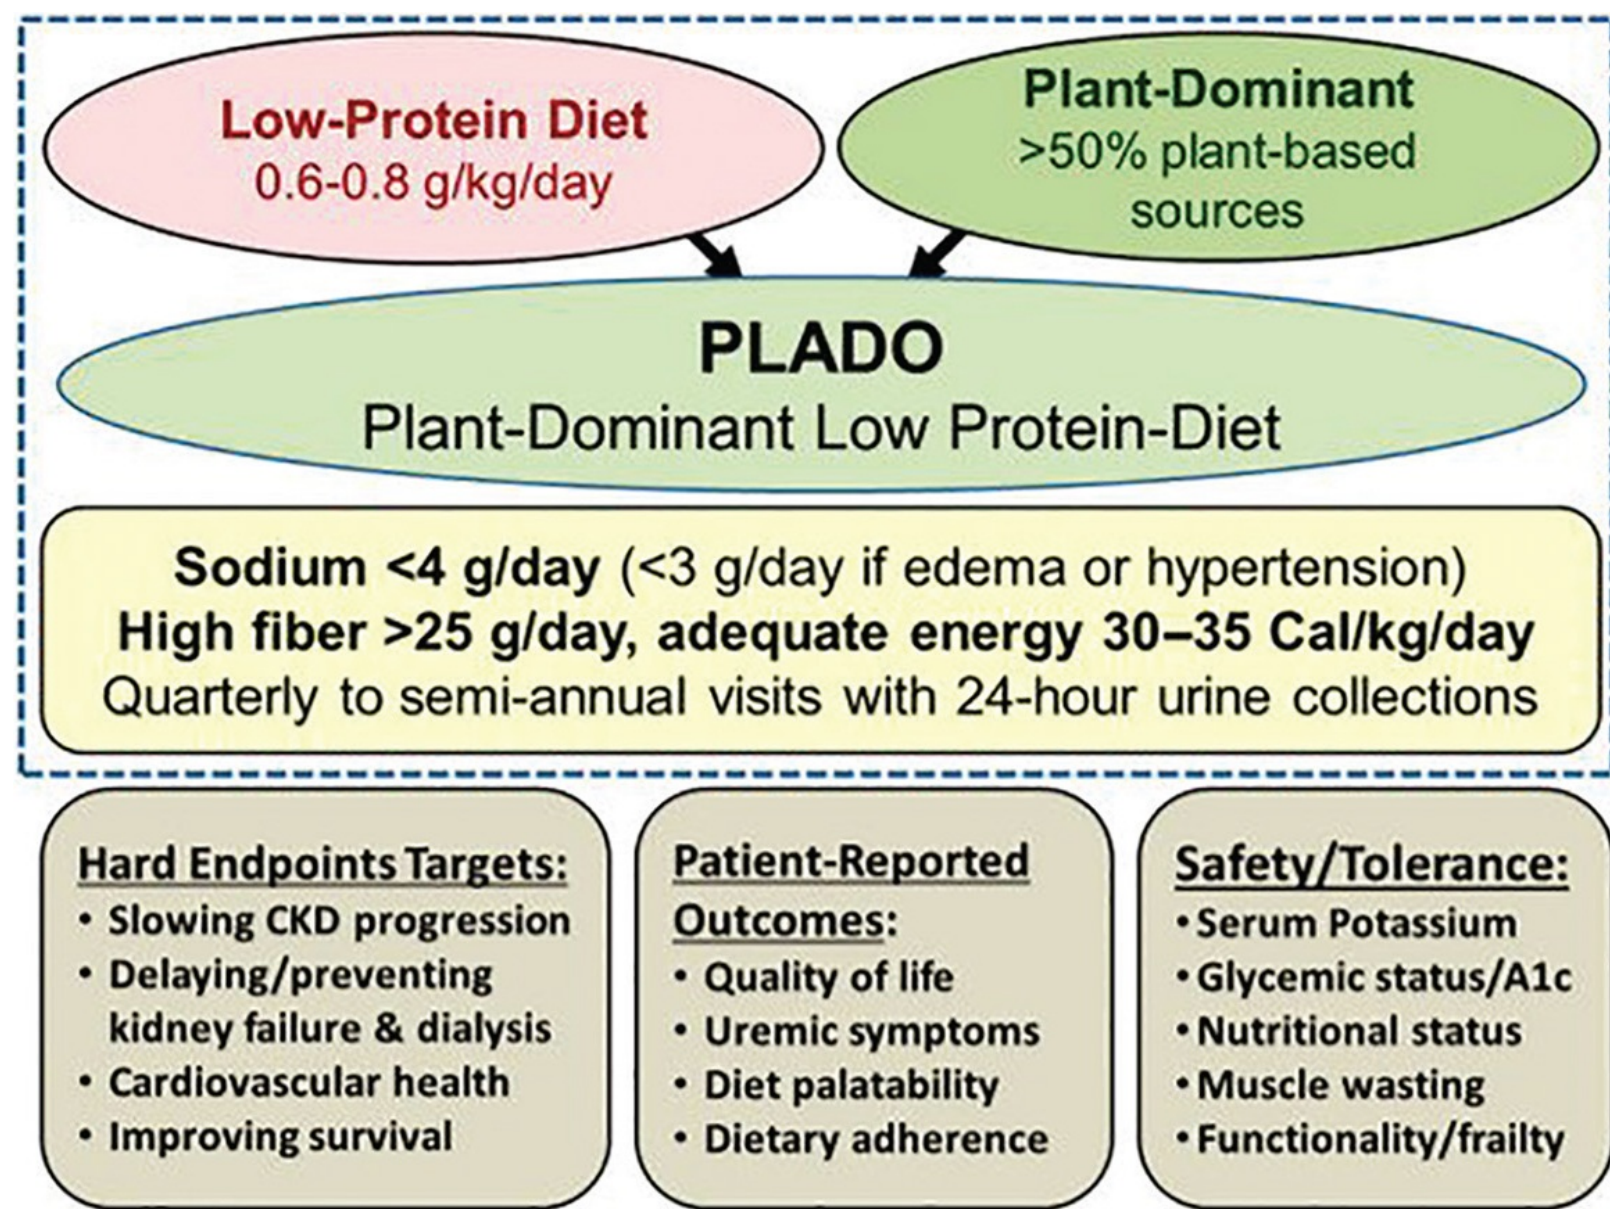 Low-Protein Diet
0.6-0.8 g/kg/day
Plant-Dominant
>50% plant-based
sources
PLADO
Plant-Dominant Low Protein-Diet
Sodium <4 g/day (<3 g/day if edema or hypertension)
High fiber >25 g/day, adequate energy 30–35 Cal/kg/day
Quarterly to semi-annual visits with 24-hour urine collections
Hard Endpoints Targets:
• Slowing CKD progression
• Delaying/preventing
kidney failure & dialysis
• Cardiovascular health
• Improving survival
Patient-Reported
Outcomes:
• Quality of life
• Uremic symptoms
• Diet palatability
• Dietary adherence
Safety/Tolerance:
• Serum Potassium
• Glycemic status/A1c
• Nutritional status
• Muscle wasting
• Functionality/frailty